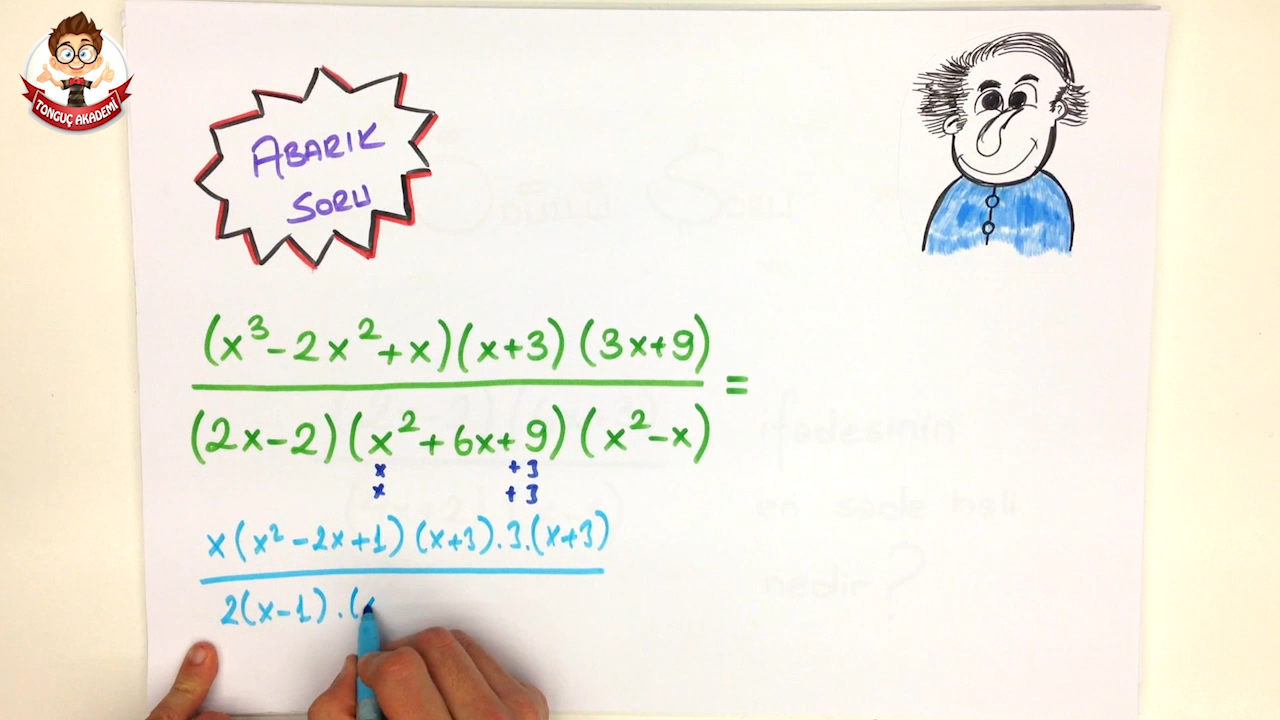 TONGUÇ AKADEMİ
ABARIK
SORU
(x³-2x²+x)(x+3)(3x+9)
=
(2x-2)(x²+6x+9)(x²-x)
x +3
x +3
x(x²-2x+1)(x+3).3.(x+3)
2(x-1).(